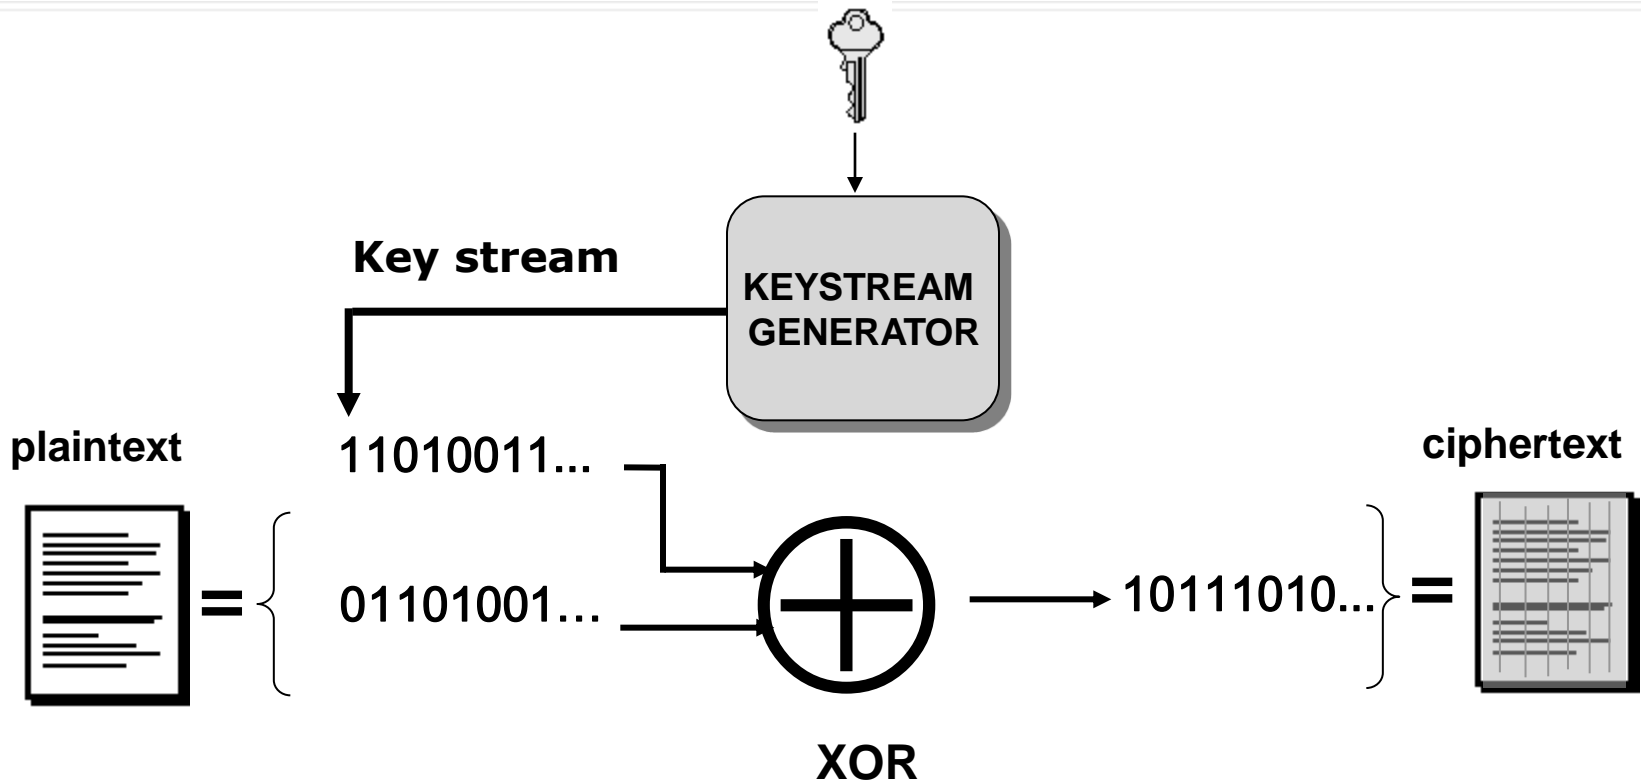 Key stream
KEYSTREAM
GENERATOR
plaintext
11010011...
ciphertext
=
01101001...
10111010...
=
XOR